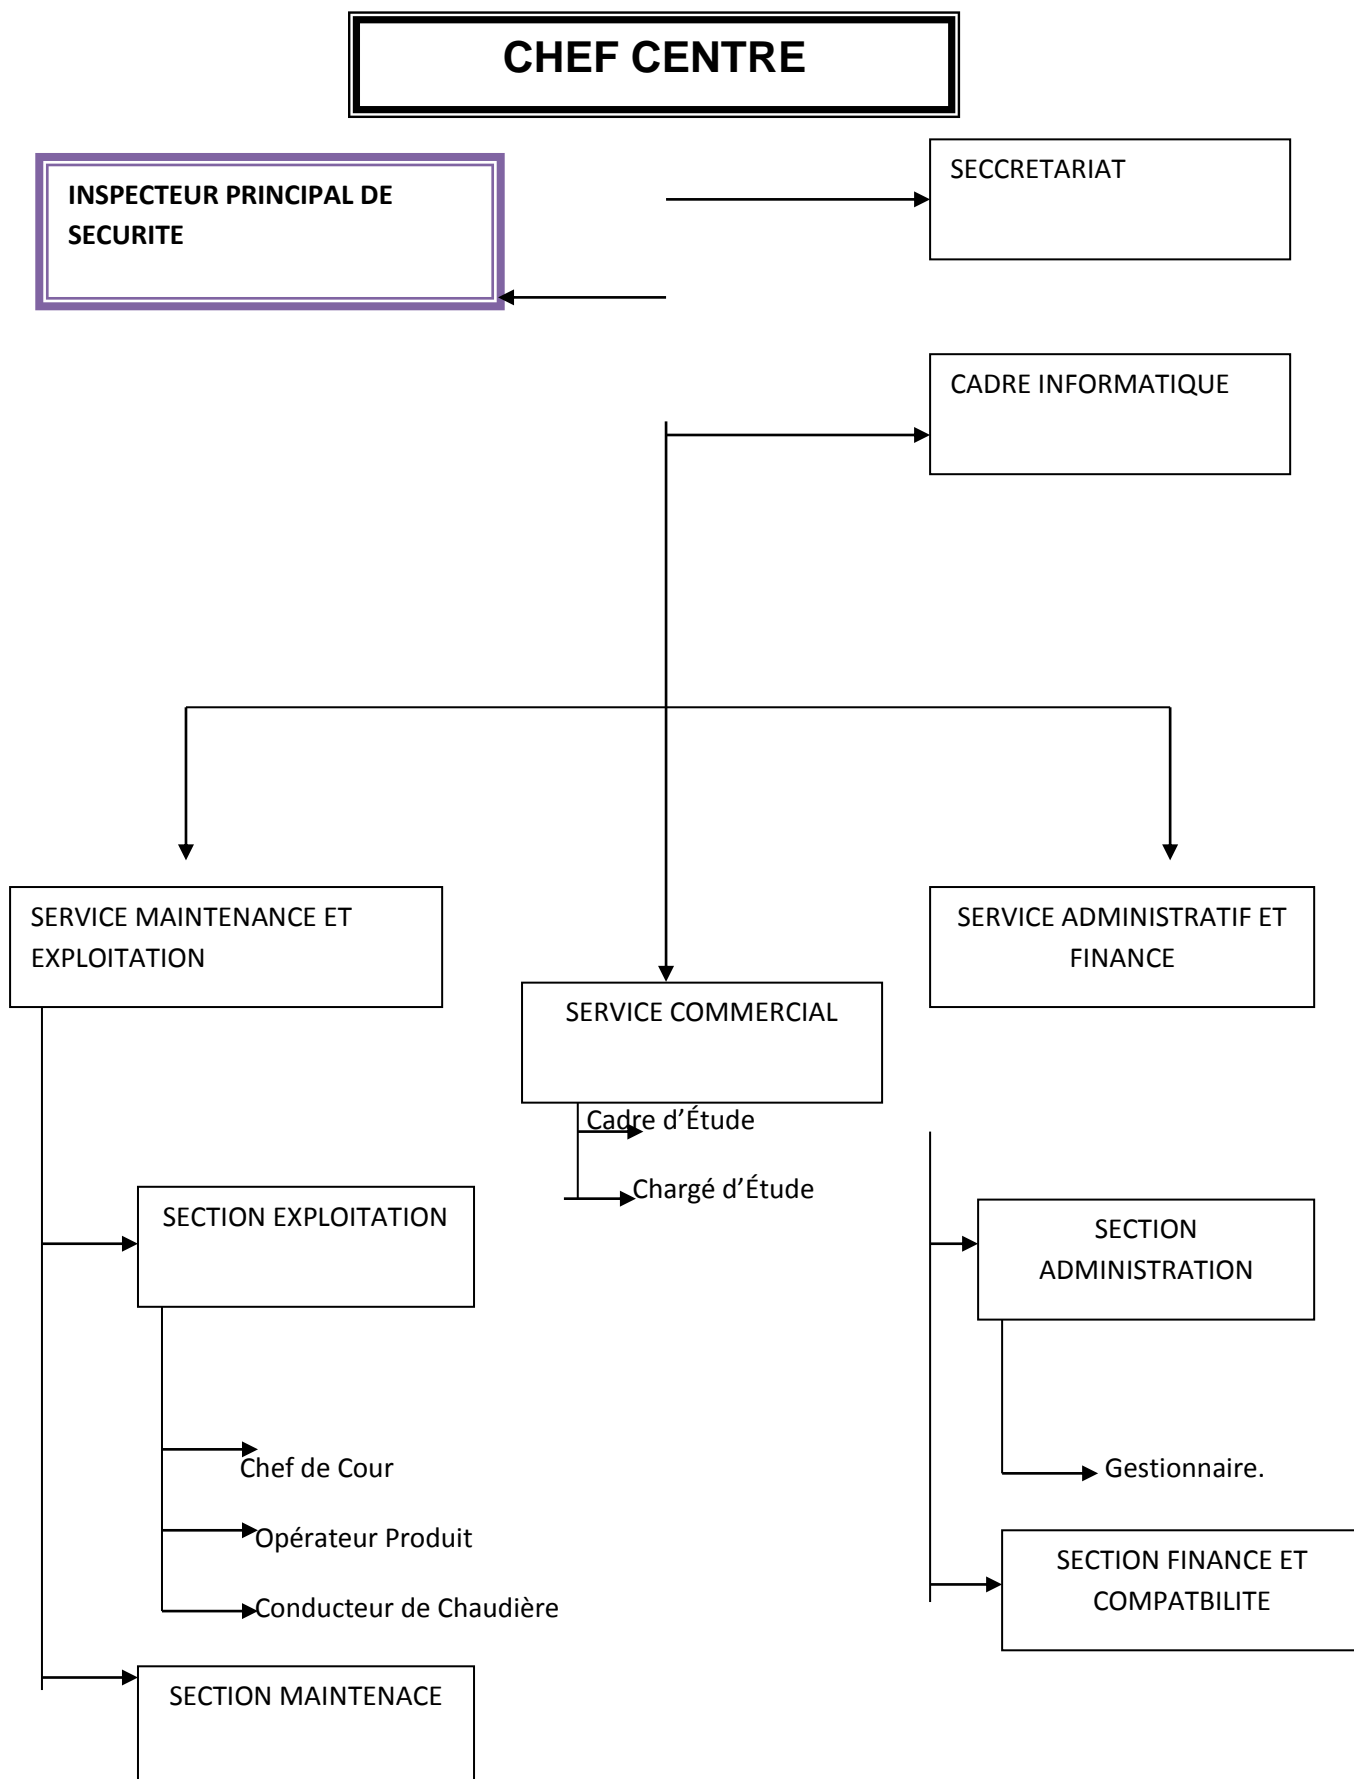 CHEF CENTRE
SECCRETARIAT
INSPECTEUR PRINCIPAL DE
SECURITE
CADRE INFORMATIQUE
SERVICE MAINTENANCE ET
EXPLOITATION
SERVICE ADMINISTRATIF ET
FINANCE
SERVICE COMMERCIAL
Cadre d’Étude
Chargé d’Étude
SECTION EXPLOITATION
SECTION
ADMINISTRATION
Chef de Cour
Gestionnaire.
Opérateur Produit
SECTION FINANCE ET
COMPATBILITE
Conducteur de Chaudière
SECTION MAINTENACE